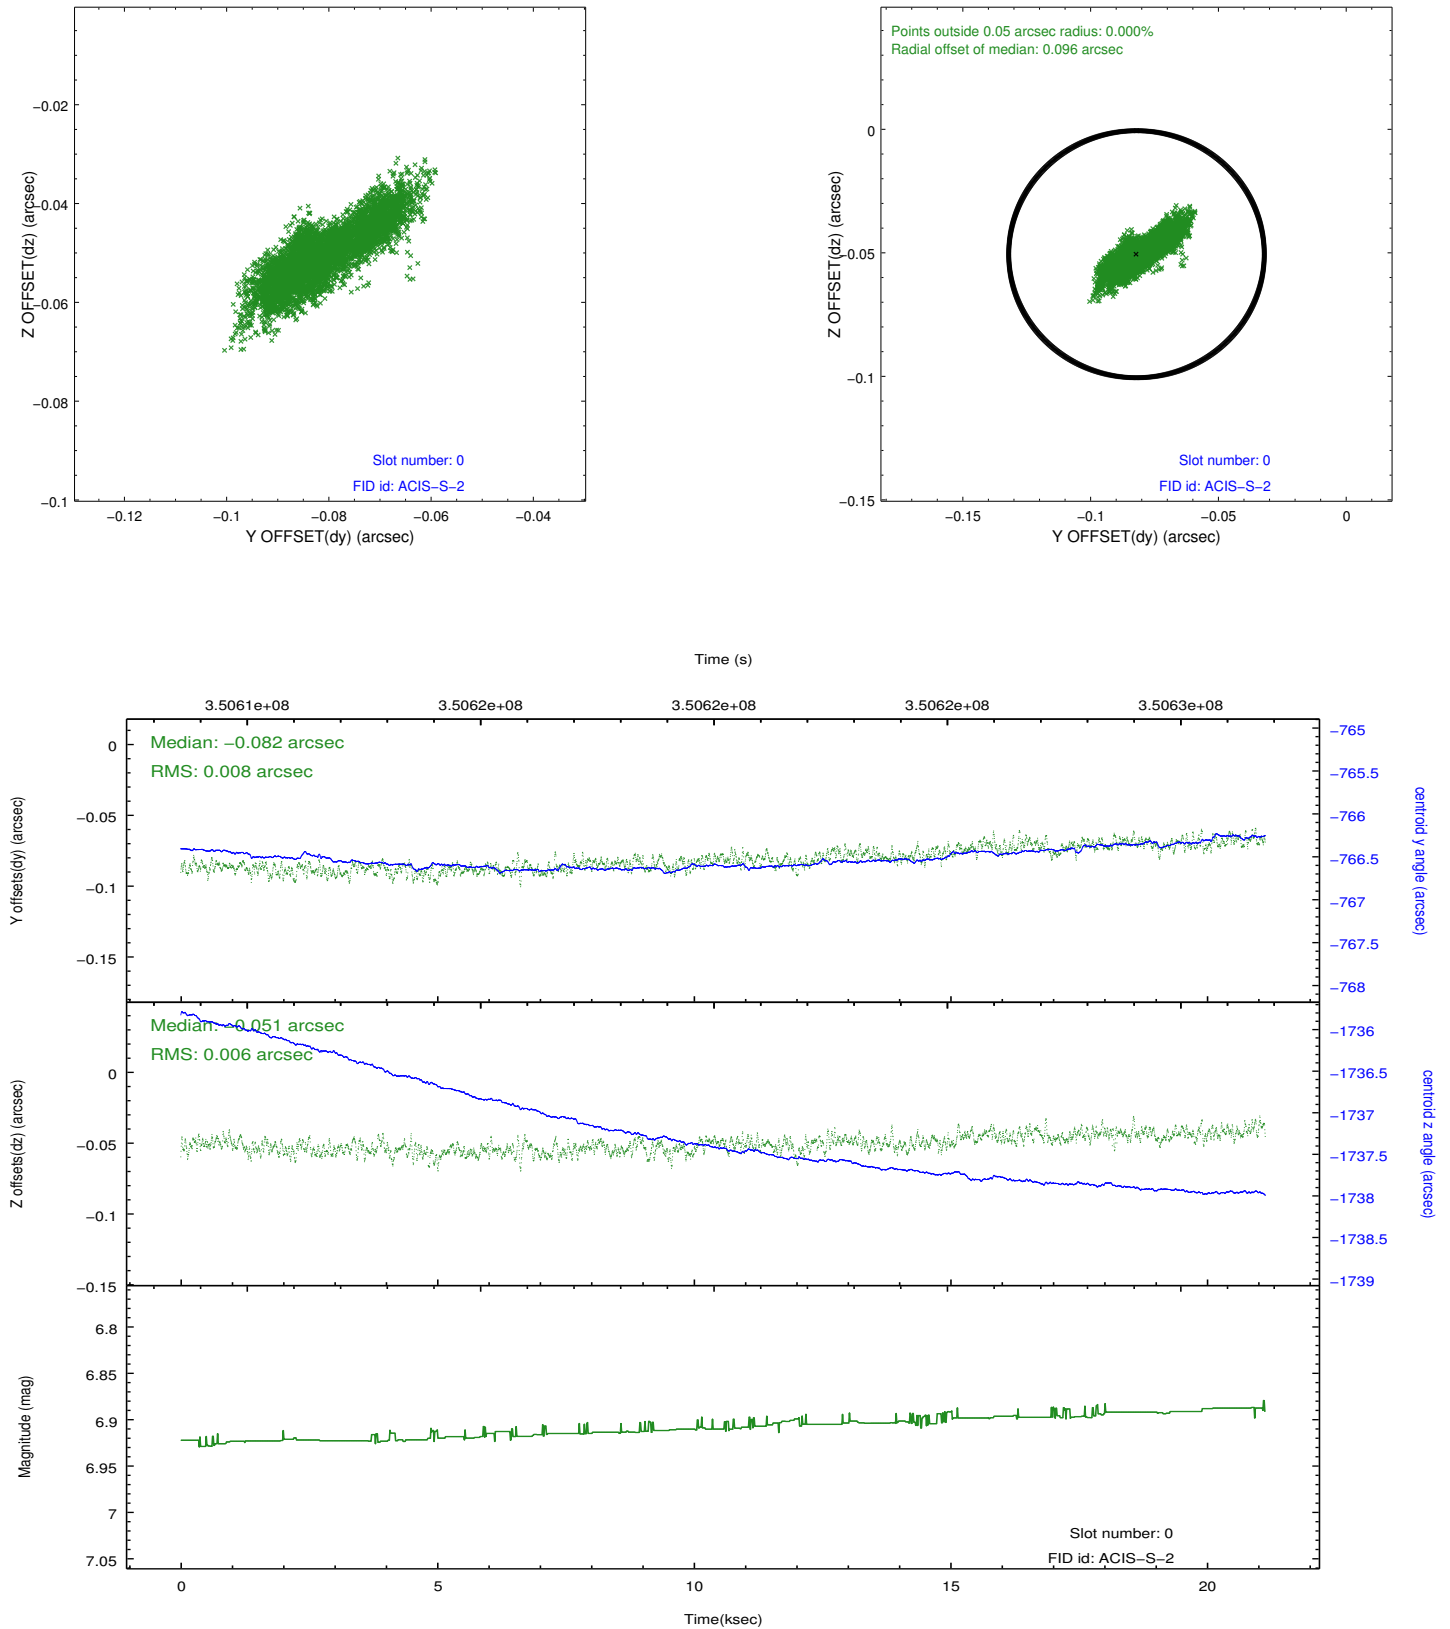 −0.02
−0.04
−0.06
−0.08
−0.1
Z OFFSET(dz) (arcsec)
Slot number: 0
FID id: ACIS−S−2
−0.12
−0.1
−0.08
−0.06
−0.04
Y OFFSET(dy) (arcsec)
Points outside 0.05 arcsec radius: 0.000%
Radial offset of median: 0.096 arcsec
0
−0.05
−0.1
−0.15
Z OFFSET(dz) (arcsec)
Slot number: 0
FID id: ACIS−S−2
−0.15
−0.1
−0.05
0
Y OFFSET(dy) (arcsec)
Time (s)
3.5061e+08
3.5062e+08
3.5062e+08
3.5062e+08
3.5063e+08
Median: −0.082 arcsec
RMS: 0.008 arcsec
0
−0.05
−0.1
−0.15
Y offsets(dy) (arcsec)
−765
−765.5
−766
−766.5
−767
−767.5
−768
centroid y angle (arcsec)
Median: −0.051 arcsec
RMS: 0.006 arcsec
0
−0.05
−0.1
−0.15
Z offsets(dz) (arcsec)
−1736
−1736.5
−1737
−1737.5
−1738
−1738.5
−1739
centroid z angle (arcsec)
6.8
6.85
6.9
6.95
7
7.05
Magnitude (mag)
Slot number: 0
FID id: ACIS−S−2
0
5
10
15
20
Time(ksec)